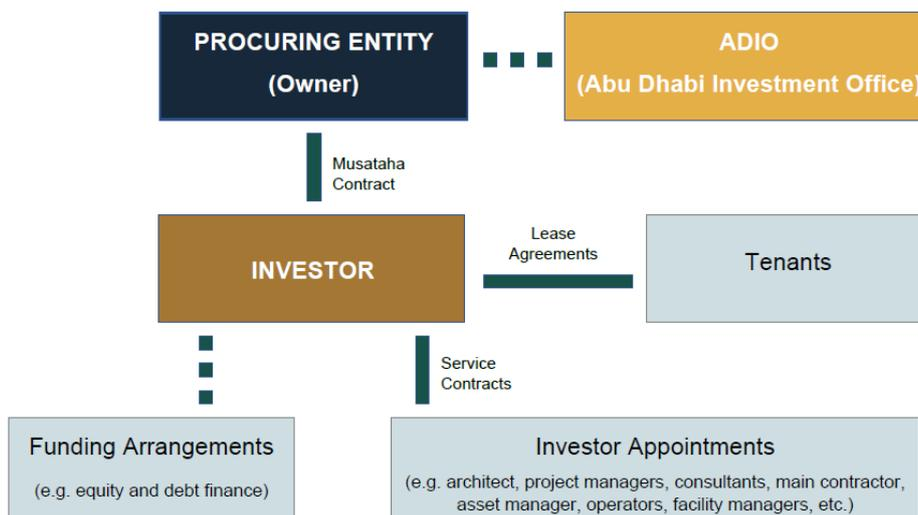 PROCURING ENTITY
(Owner)
ADIO
(Abu Dhabi Investment Office)
Musataha
Contract
INVESTOR
Lease
Agreements
Tenants
Service
Contracts
Funding Arrangements
(e.g. equity and debt finance)
Investor Appointments
(e.g. architect, project managers, consultants, main contractor,
asset manager, operators, facility managers, etc.)